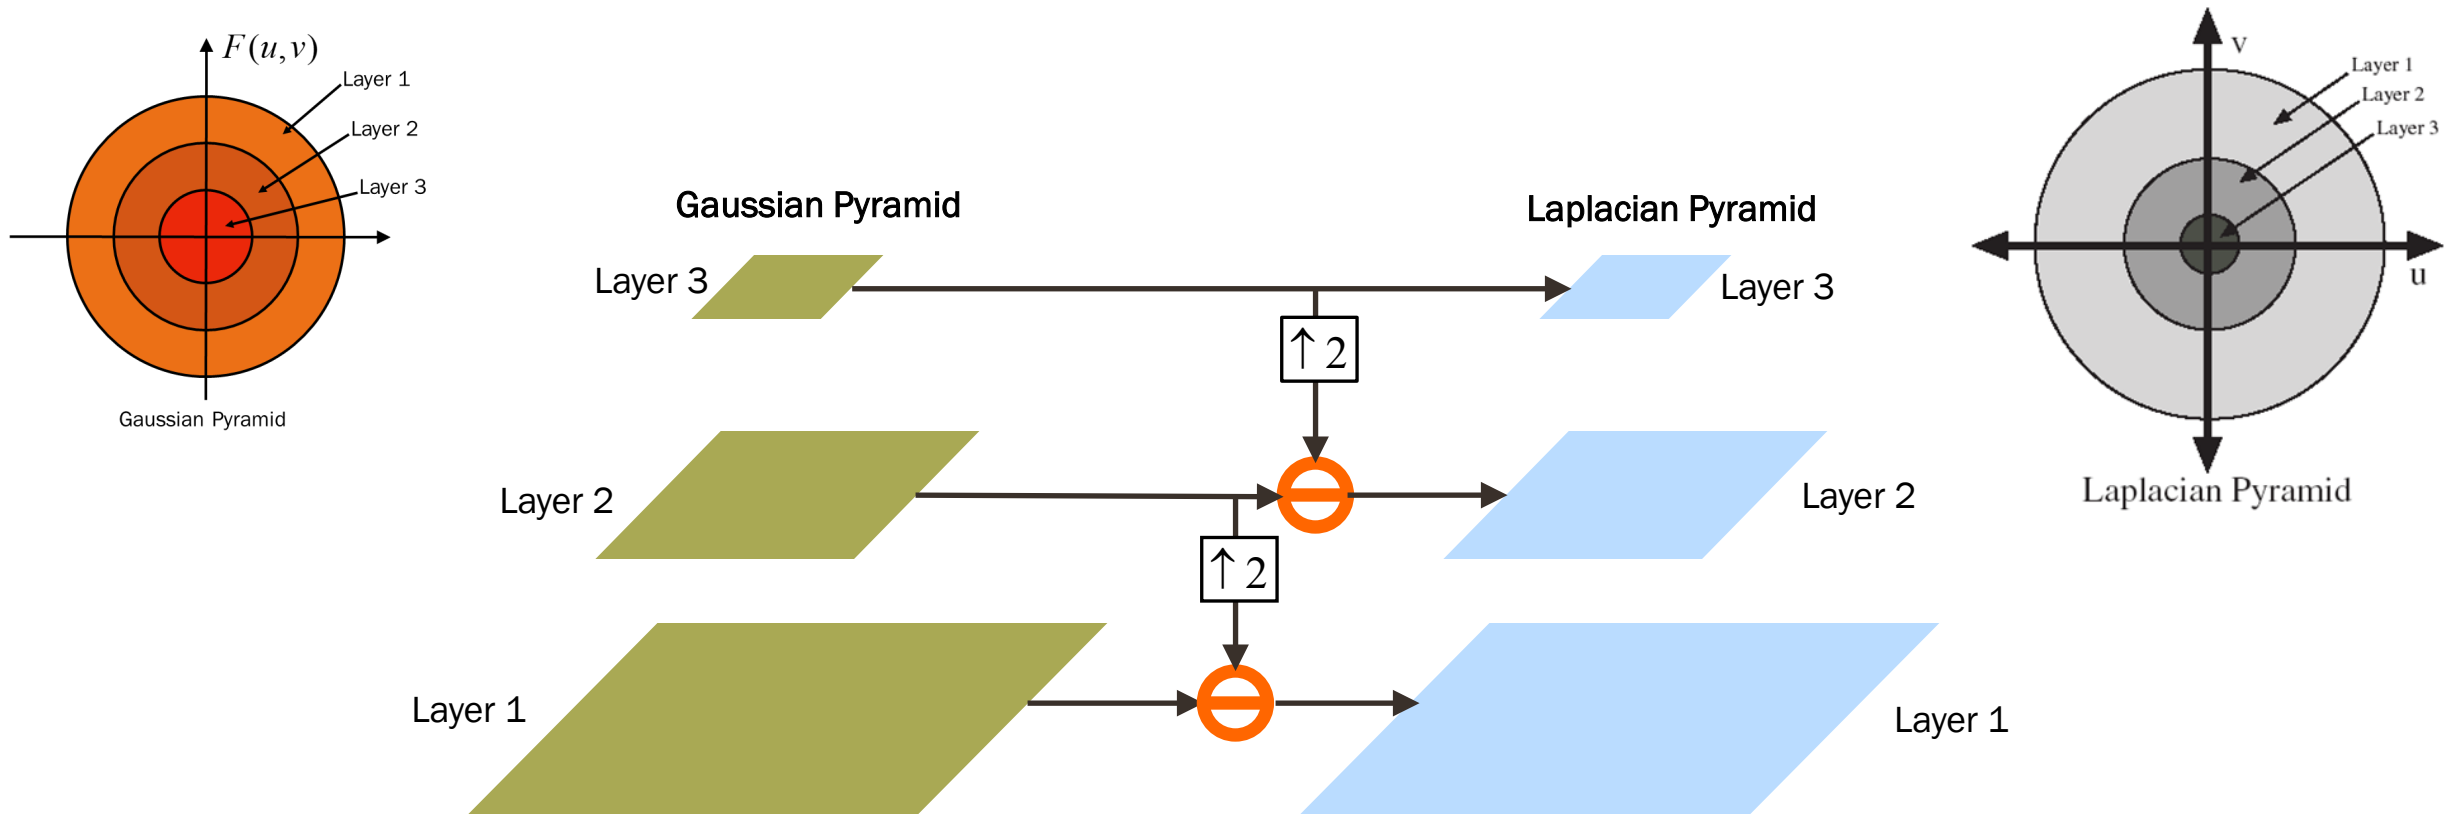 F(u,v)
Layer 1
Layer 2
Layer 3
Gaussian Pyramid
Gaussian Pyramid
Laplacian Pyramid
Layer 3
↑2
Layer 3
Layer 2
↑2
Layer 2
Layer 1
Layer 1
v
Layer 1
Layer 2
Layer 3
u
Laplacian Pyramid